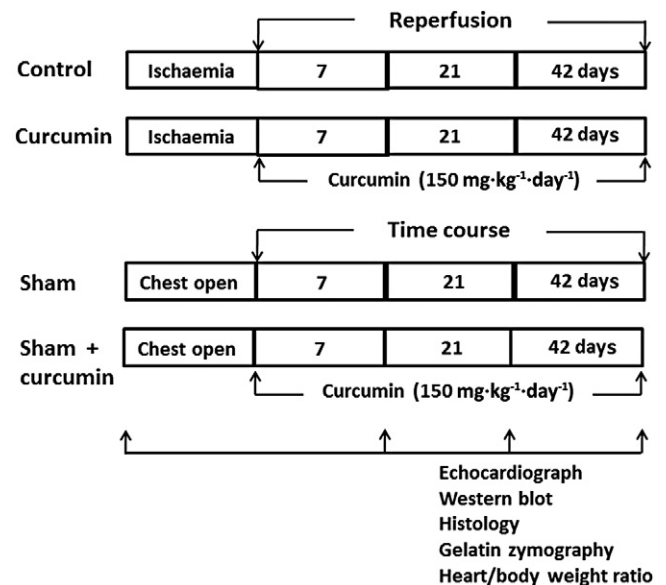 Reperfusion
Control Ischaemia 7 21 42 days
Curcumin Ischaemia 7 21 42 days
Curcumin (150 mg·kg⁻¹·day⁻¹)
Time course
Sham Chest open 7 21 42 days
Sham + curcumin Chest open 7 21 42 days
Curcumin (150 mg·kg⁻¹·day⁻¹)
Echocardiograph
Western blot
Histology
Gelatin zymography
Heart/body weight ratio